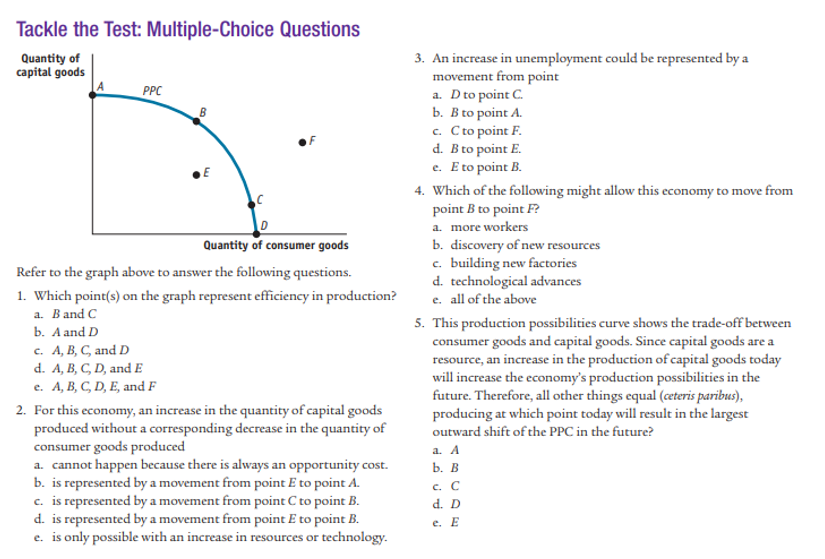 Tackle the Test: Multiple-Choice Questions
Quantity of
capital goods
A
PPC
B
F
E
C
D
Quantity of consumer goods
Refer to the graph above to answer the following questions.
1. Which point(s) on the graph represent efficiency in production?
a. B and C
b. A and D
c. A, B, C, and D
d. A, B, C, D, and E
e. A, B, C, D, E, and F
2. For this economy, an increase in the quantity of capital goods
produced without a corresponding decrease in the quantity of
consumer goods produced
a. cannot happen because there is always an opportunity cost.
b. is represented by a movement from point E to point A.
c. is represented by a movement from point C to point B.
d. is represented by a movement from point E to point B.
e. is only possible with an increase in resources or technology.
3. An increase in unemployment could be represented by a
movement from point
a. D to point C.
b. B to point A.
c. C to point F.
d. B to point E.
e. E to point B.
4. Which of the following might allow this economy to move from
point B to point F?
a. more workers
b. discovery of new resources
c. building new factories
d. technological advances
e. all of the above
5. This production possibilities curve shows the trade-off between
consumer goods and capital goods. Since capital goods are a
resource, an increase in the production of capital goods today
will increase the economy's production possibilities in the
future. Therefore, all other things equal (ceteris paribus),
producing at which point today will result in the largest
outward shift of the PPC in the future?
a. A
b. B
c. C
d. D
e. E